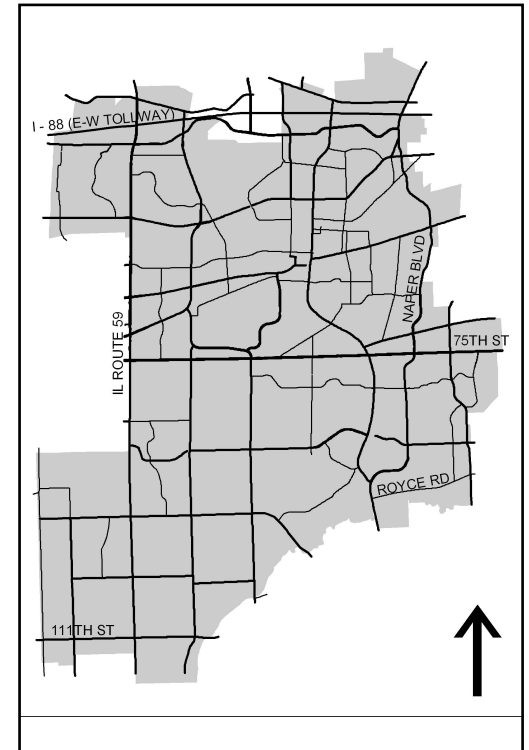 I - 88 (E-W TOLLWAY)
NAPER BLVD
IL ROUTE 59
75TH ST
ROYCE RD
111TH ST